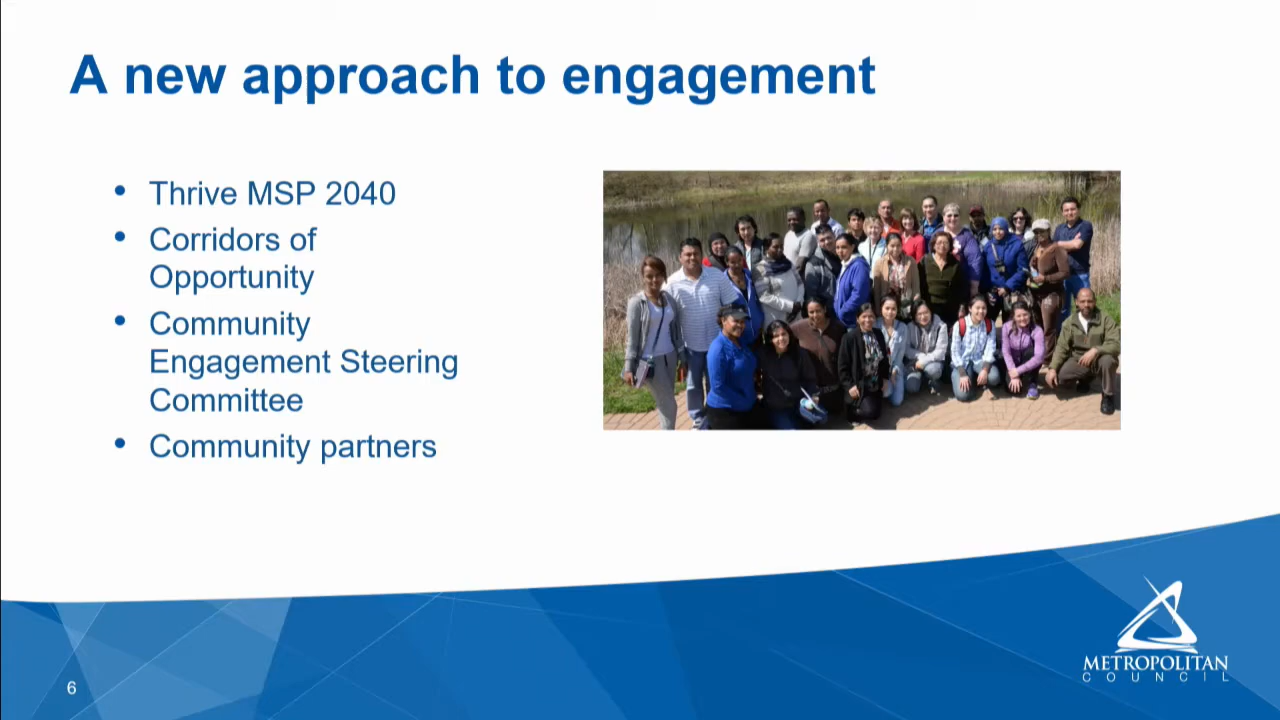 A new approach to engagement
• Thrive MSP 2040
• Corridors of
Opportunity
• Community
Engagement Steering
Committee
• Community partners
METROPOLITAN
COUNCIL
6